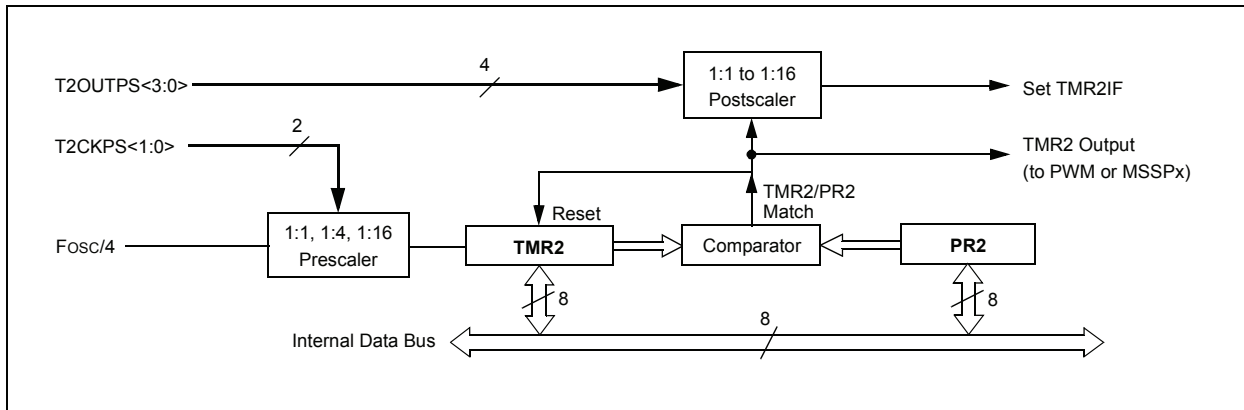 T2OUTPS<3:0>
4
1:1 to 1:16
Postscaler
Set TMR2IF
T2CKPS<1:0>
2
TMR2 Output
(to PWM or MSSPx)
TMR2/PR2
Match
Reset
FOSC/4
1:1, 1:4, 1:16
Prescaler
TMR2
Comparator
PR2
8
8
Internal Data Bus
8